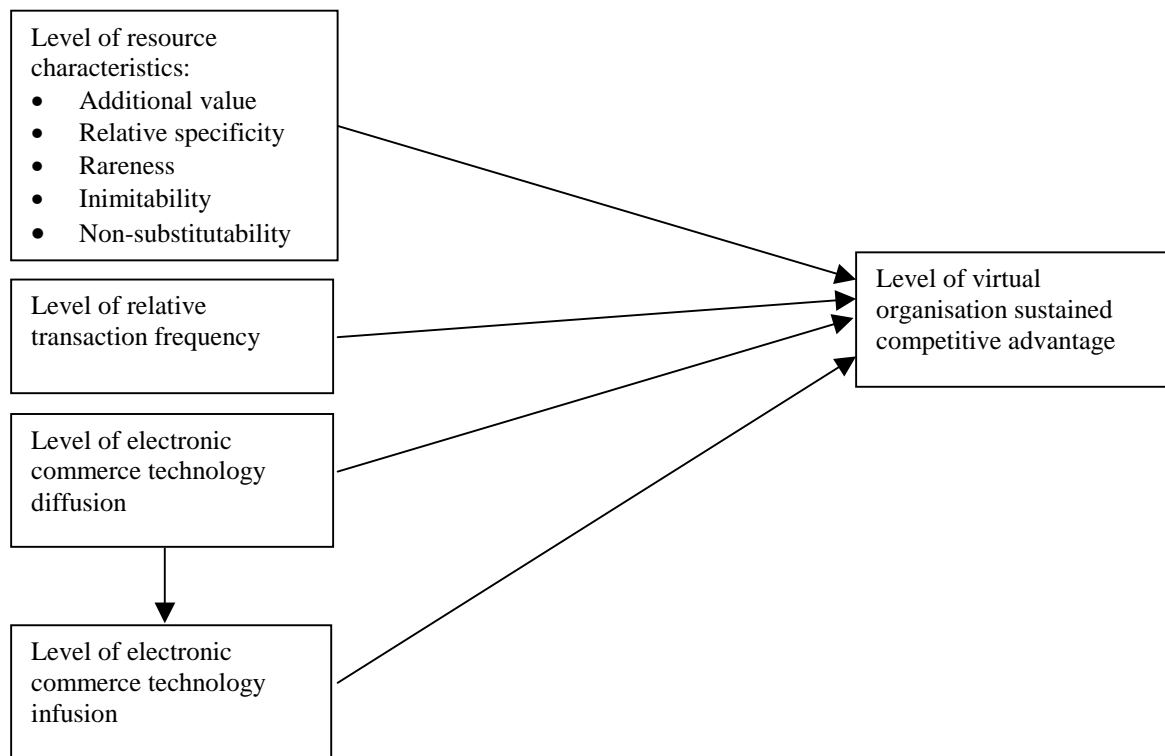 Level of resource
characteristics:
• Additional value
• Relative specificity
• Rareness
• Inimitability
• Non-substitutability
Level of relative
transaction frequency
Level of electronic
commerce technology
diffusion
Level of electronic
commerce technology
infusion
Level of virtual
organisation sustained
competitive advantage